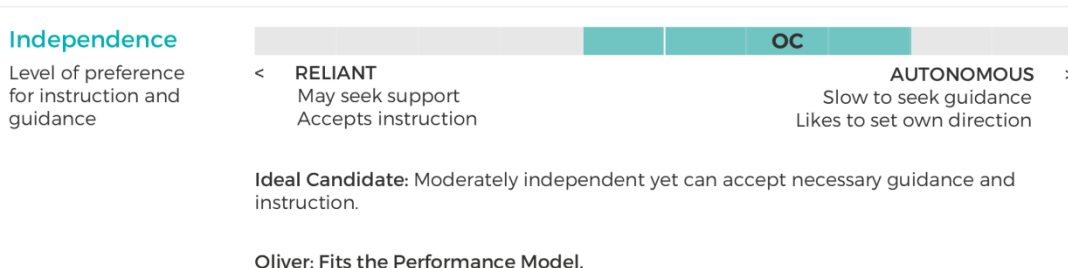 Independence
Level of preference
for instruction and
guidance
OC
< RELIANT
May seek support
Accepts instruction
AUTONOMOUS >
Slow to seek guidance
Likes to set own direction
Ideal Candidate: Moderately independent yet can accept necessary guidance and
instruction.
Oliver: Fits the Performance Model.